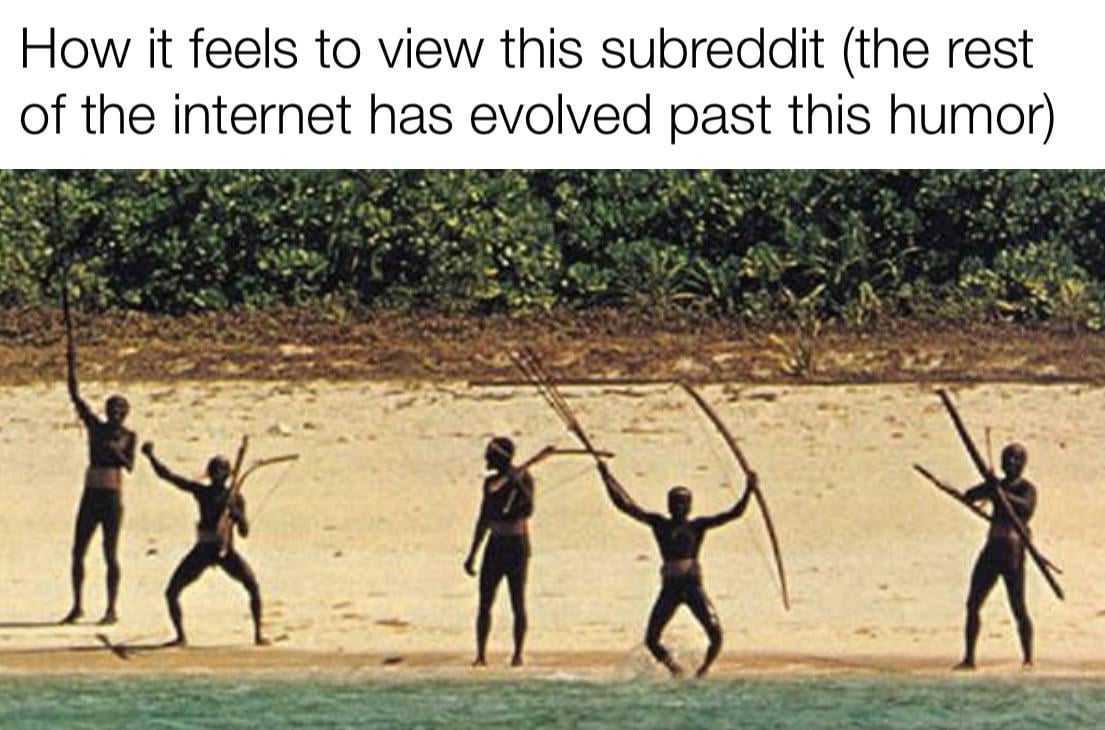 How it feels to view this subreddit (the rest
of the internet has evolved past this humor)